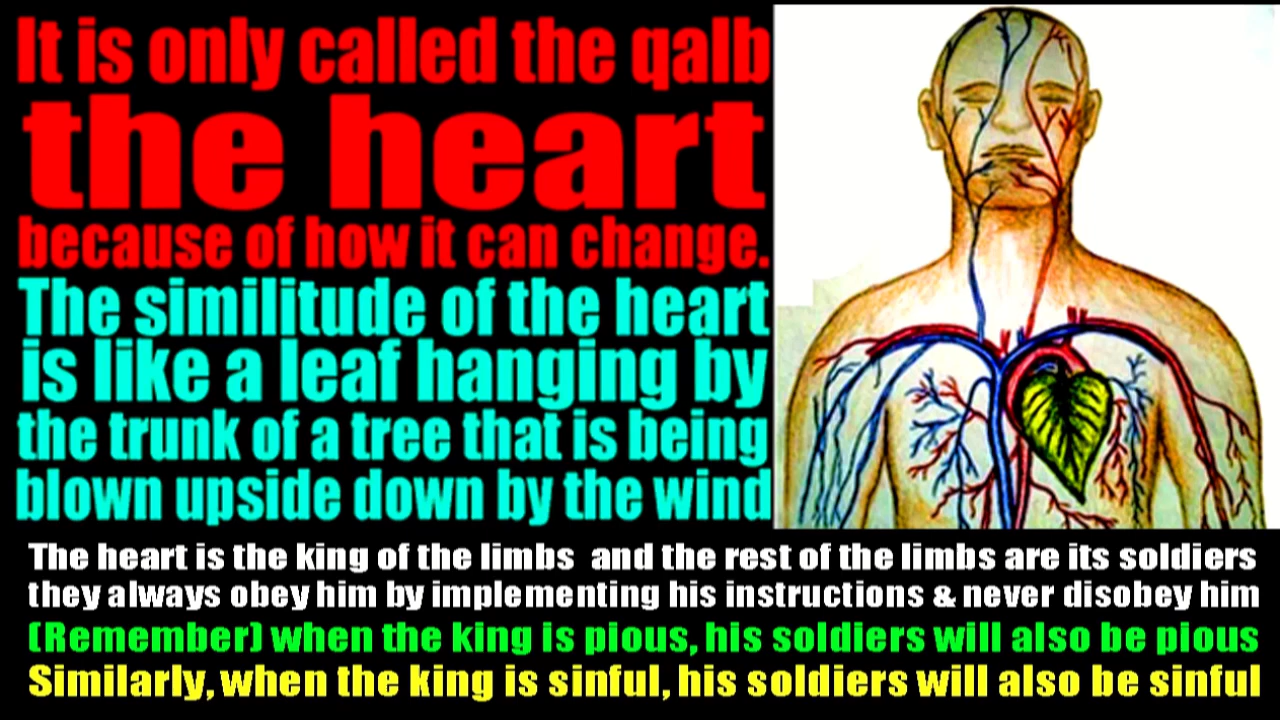 It is only called the qalb
the heart
because of how it can change.
The similitude of the heart
is like a leaf hanging by
the trunk of a tree that is being
blown upside down by the wind
The heart is the king of the limbs  and the rest of the limbs are its soldiers
they always obey him by implementing his instructions & never disobey him
(Remember) when the king is pious, his soldiers will also be pious
Similarly, when the king is sinful, his soldiers will also be sinful